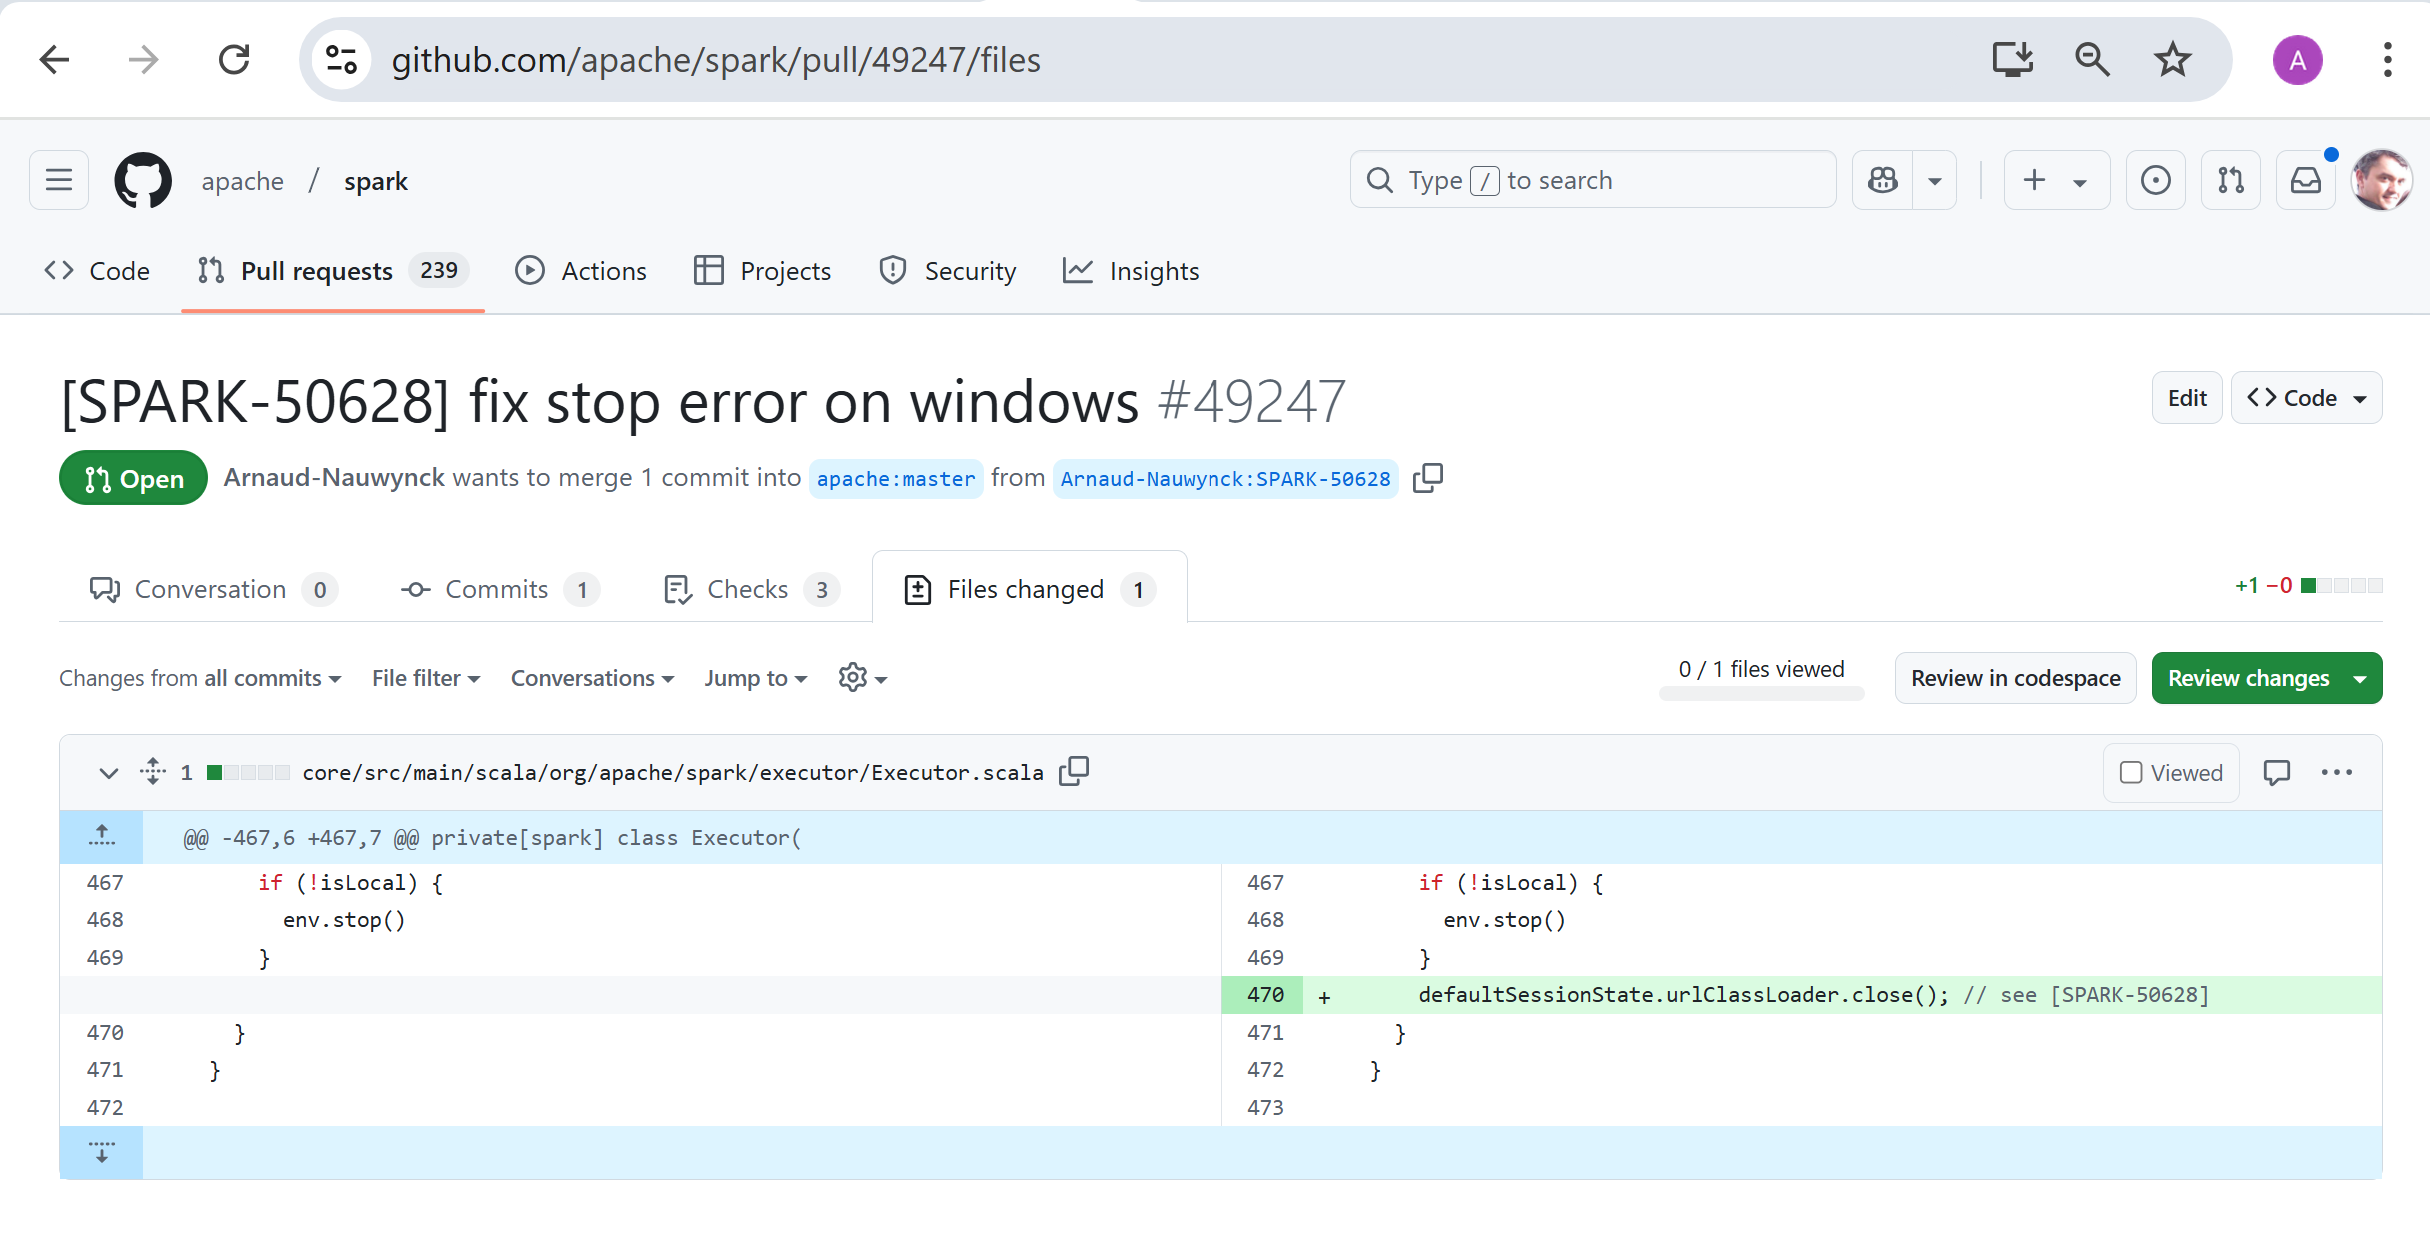 github.com/apache/spark/pull/49247/files
A
apache / spark
Type / to search
Code
Pull requests 239
Actions
Projects
Security
Insights
[SPARK-50628] fix stop error on windows #49247
Edit
Code
Open
Arnaud-Nauwynck wants to merge 1 commit into apache:master from Arnaud-Nauwynck:SPARK-50628
Conversation 0
Commits 1
Checks 3
Files changed 1
+1 −0
Changes from all commits
File filter
Conversations
Jump to
0 / 1 files viewed
Review in codespace
Review changes
1 core/src/main/scala/org/apache/spark/executor/Executor.scala
Viewed
@@ -467,6 +467,7 @@ private[spark] class Executor(
467 if (!isLocal) {
468 env.stop()
469 }
470 }
471 }
472
467 if (!isLocal) {
468 env.stop()
469 }
470 + defaultSessionState.urlClassLoader.close(); // see [SPARK-50628]
471 }
472 }
473